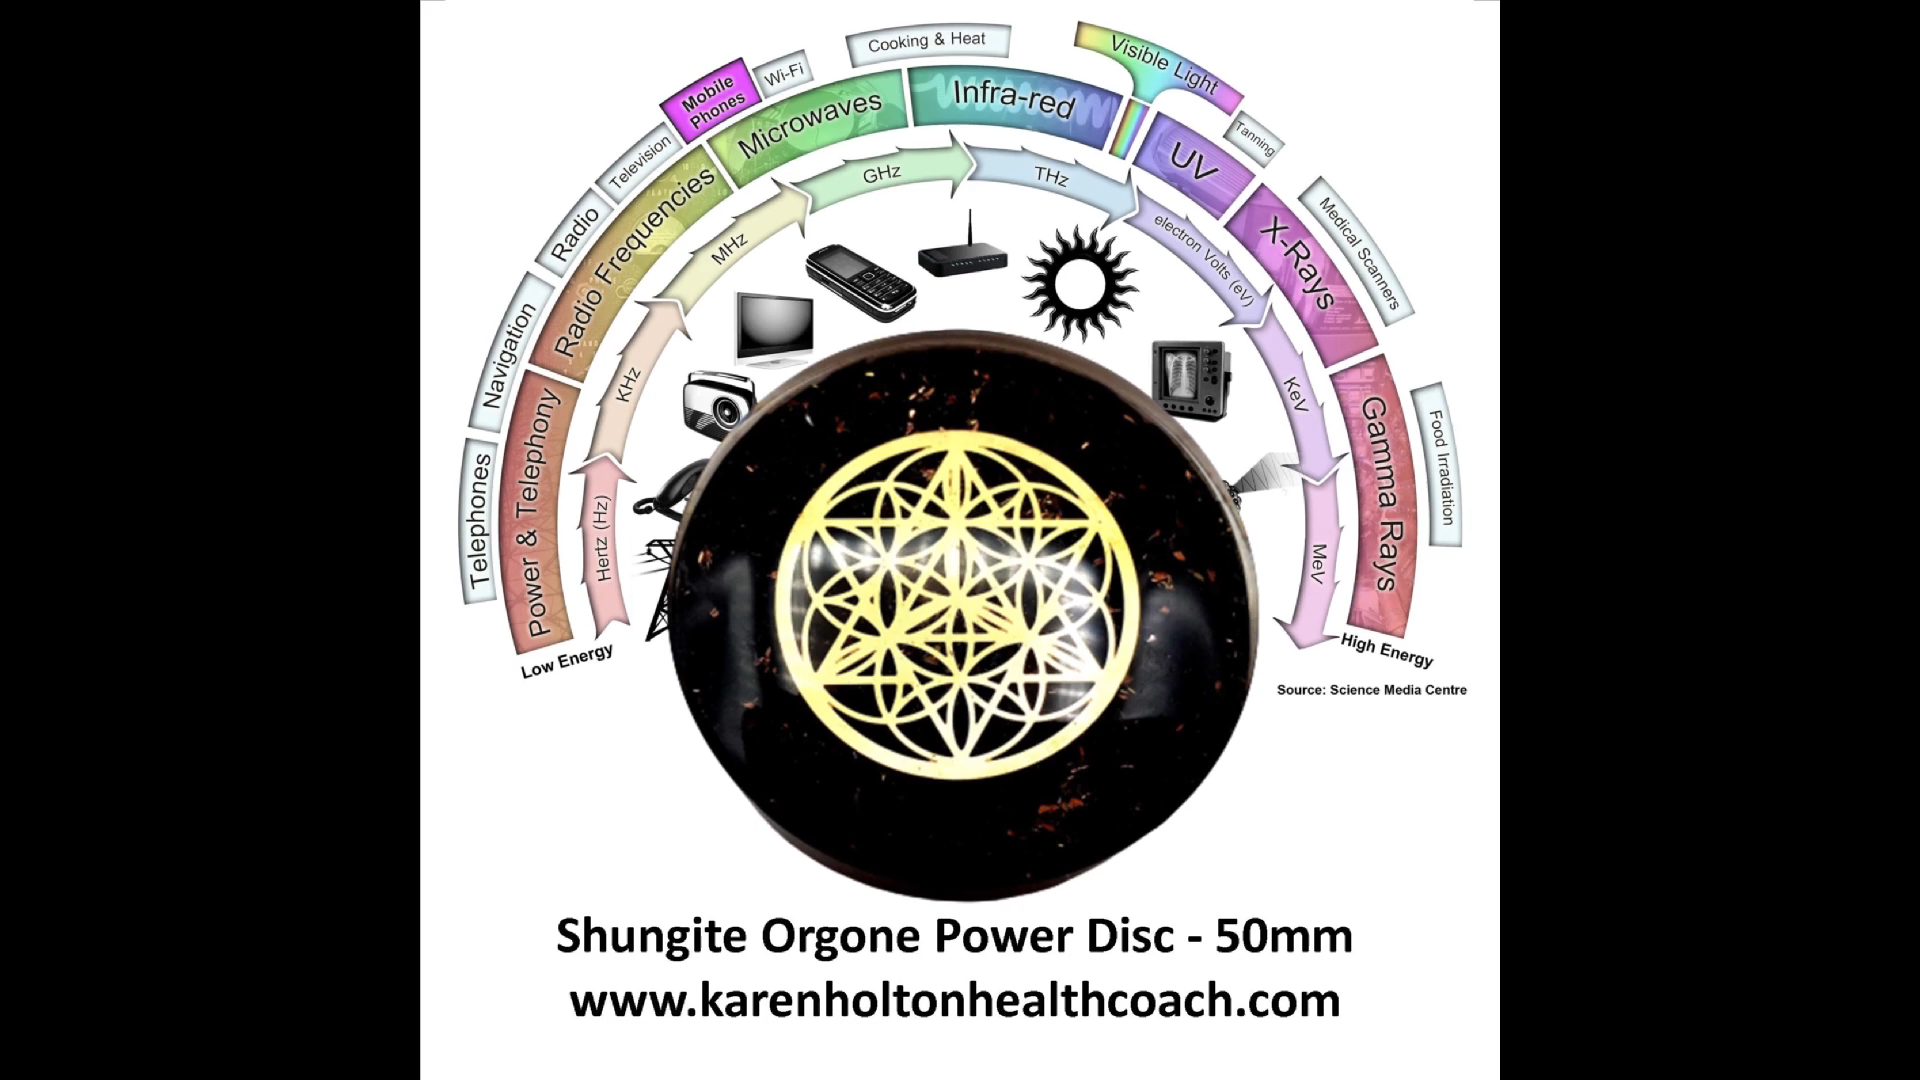 Cooking & Heat
Visible Light
Wi-Fi
Mobile
Phones
Tanning
Television
Radio
Navigation
Telephones
Medical Scanners
Food Irradiation
Power & Telephony
Radio Frequencies
Microwaves
Infra-red
UV
X-Rays
Gamma Rays
Hertz (Hz)
KHz
MHz
GHz
THz
electron Volts (eV)
KeV
MeV
Low Energy
High Energy
Source: Science Media Centre
Shungite Orgone Power Disc - 50mm
www.karenholtonhealthcoach.com